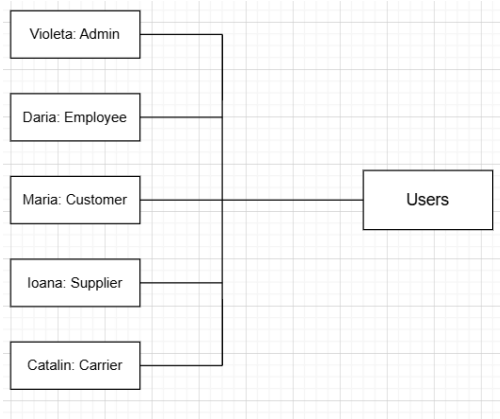 Violeta: Admin
Daria: Employee
Maria: Customer
Users
Ioana: Supplier
Catalin: Carrier